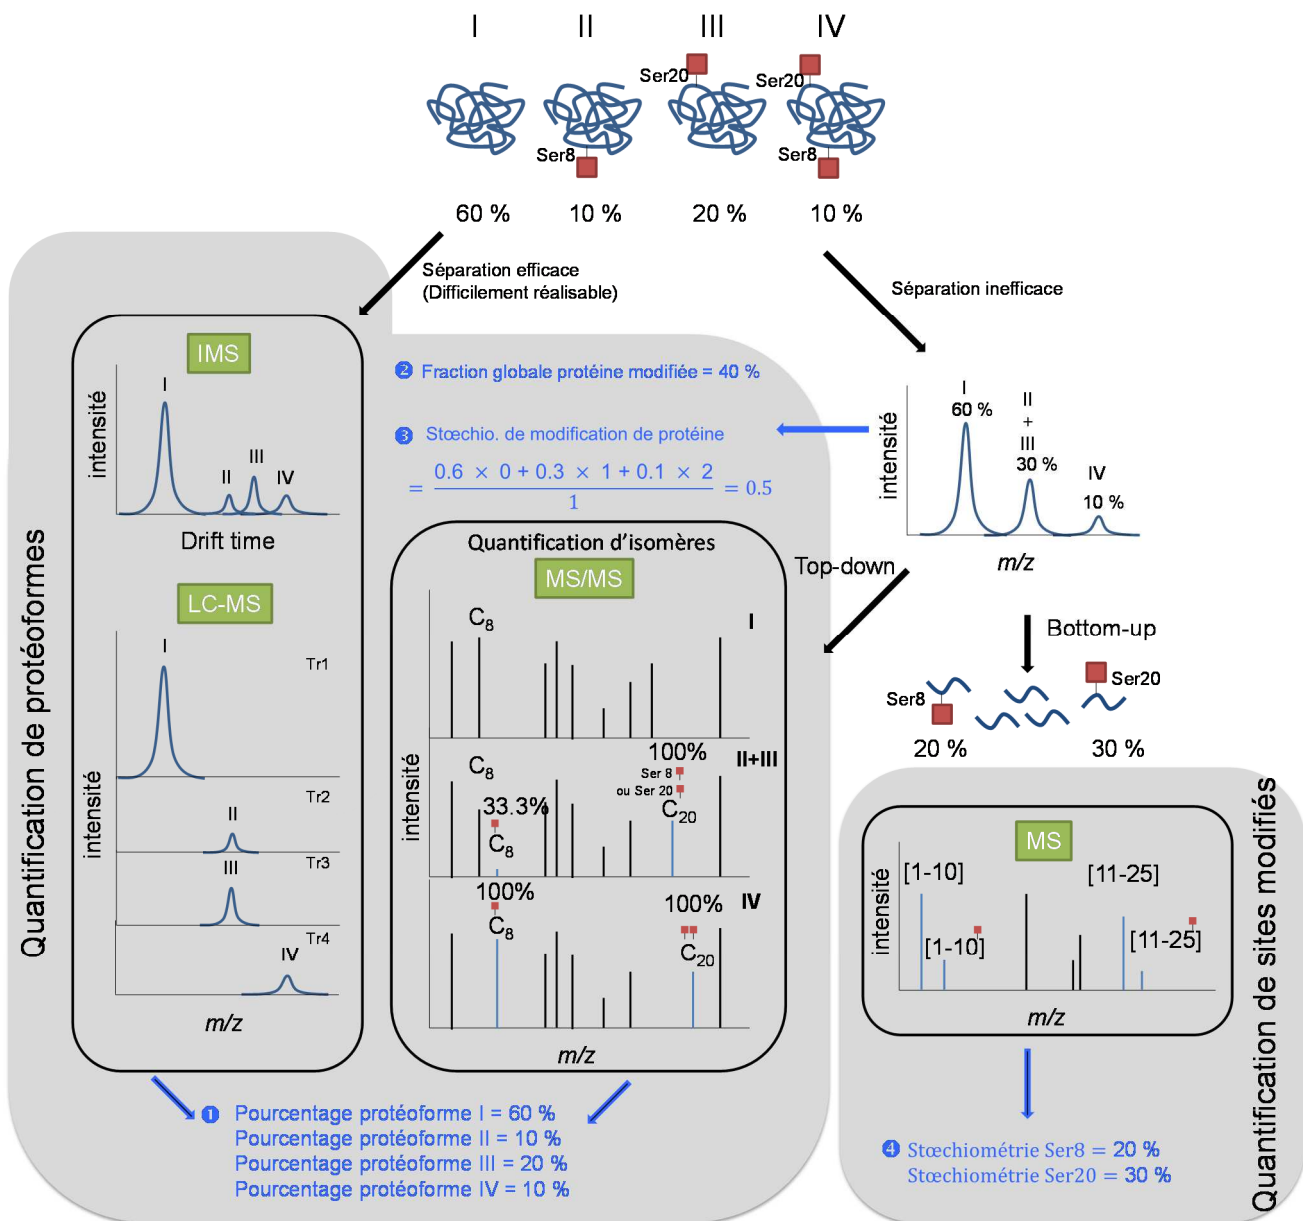 I
II
III
IV
Ser20
Ser20
Ser8
Ser8
60 %
10 %
20 %
10 %
Séparation efficace
(Difficilement réalisable)
Séparation inefficace
Quantification de protéoformes
IMS
intensité
I
II
III
IV
Drift time
LC-MS
intensité
I
Tr1
II
Tr2
III
Tr3
IV
Tr4
m/z
❷ Fraction globale protéine modifiée = 40 %
❸ Stœchio. de modification de protéine
= 0.6 × 0 + 0.3 × 1 + 0.1 × 2 / 1 = 0.5
intensité
I
60 %
II
+
III
30 %
IV
10 %
m/z
Top-down
Bottom-up
Quantification d'isomères
MS/MS
intensité
C8
I
C8
33.3%
C8
100%
Ser 8
ou Ser 20
C20
II+III
100%
C8
100%
C20
IV
m/z
Ser8
Ser20
20 %
30 %
MS
intensité
[1-10]
[1-10]
[11-25]
[11-25]
m/z
Quantification de sites modifiés
❶ Pourcentage protéoforme I = 60 %
Pourcentage protéoforme II = 10 %
Pourcentage protéoforme III = 20 %
Pourcentage protéoforme IV = 10 %
❹ Stœchiométrie Ser8 = 20 %
Stœchiométrie Ser20 = 30 %